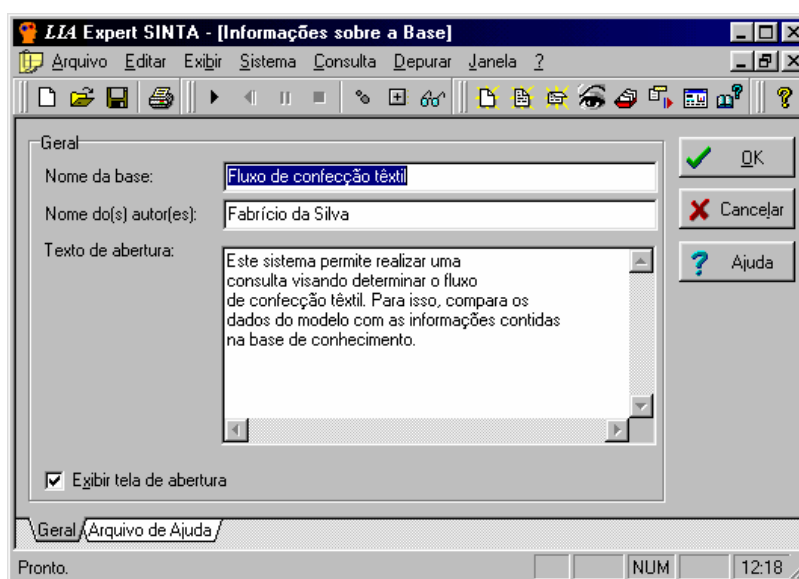 LIA Expert SINTA - [Informações sobre a Base]
Arquivo Editar Exibir Sistema Consulta Depurar Janela ?
Geral
Nome da base: Fluxo de confecção têxtil
OK
Nome do(s) autor(es): Fabrício da Silva
Cancelar
Texto de abertura:
Ajuda
Este sistema permite realizar uma
consulta visando determinar o fluxo
de confecção têxtil. Para isso, compara os
dados do modelo com as informações contidas
na base de conhecimento.
Exibir tela de abertura
Geral Arquivo de Ajuda
Pronto. NUM 12:18